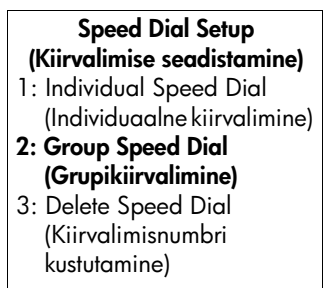 Speed Dial Setup
(Kiirvalimise seadistamine)
1: Individual Speed Dial
(Individuaalne kiirvalimine)
2: Group Speed Dial
(Grupikiirvalimine)
3: Delete Speed Dial
(Kiirvalimisnumbri
kustutamine)